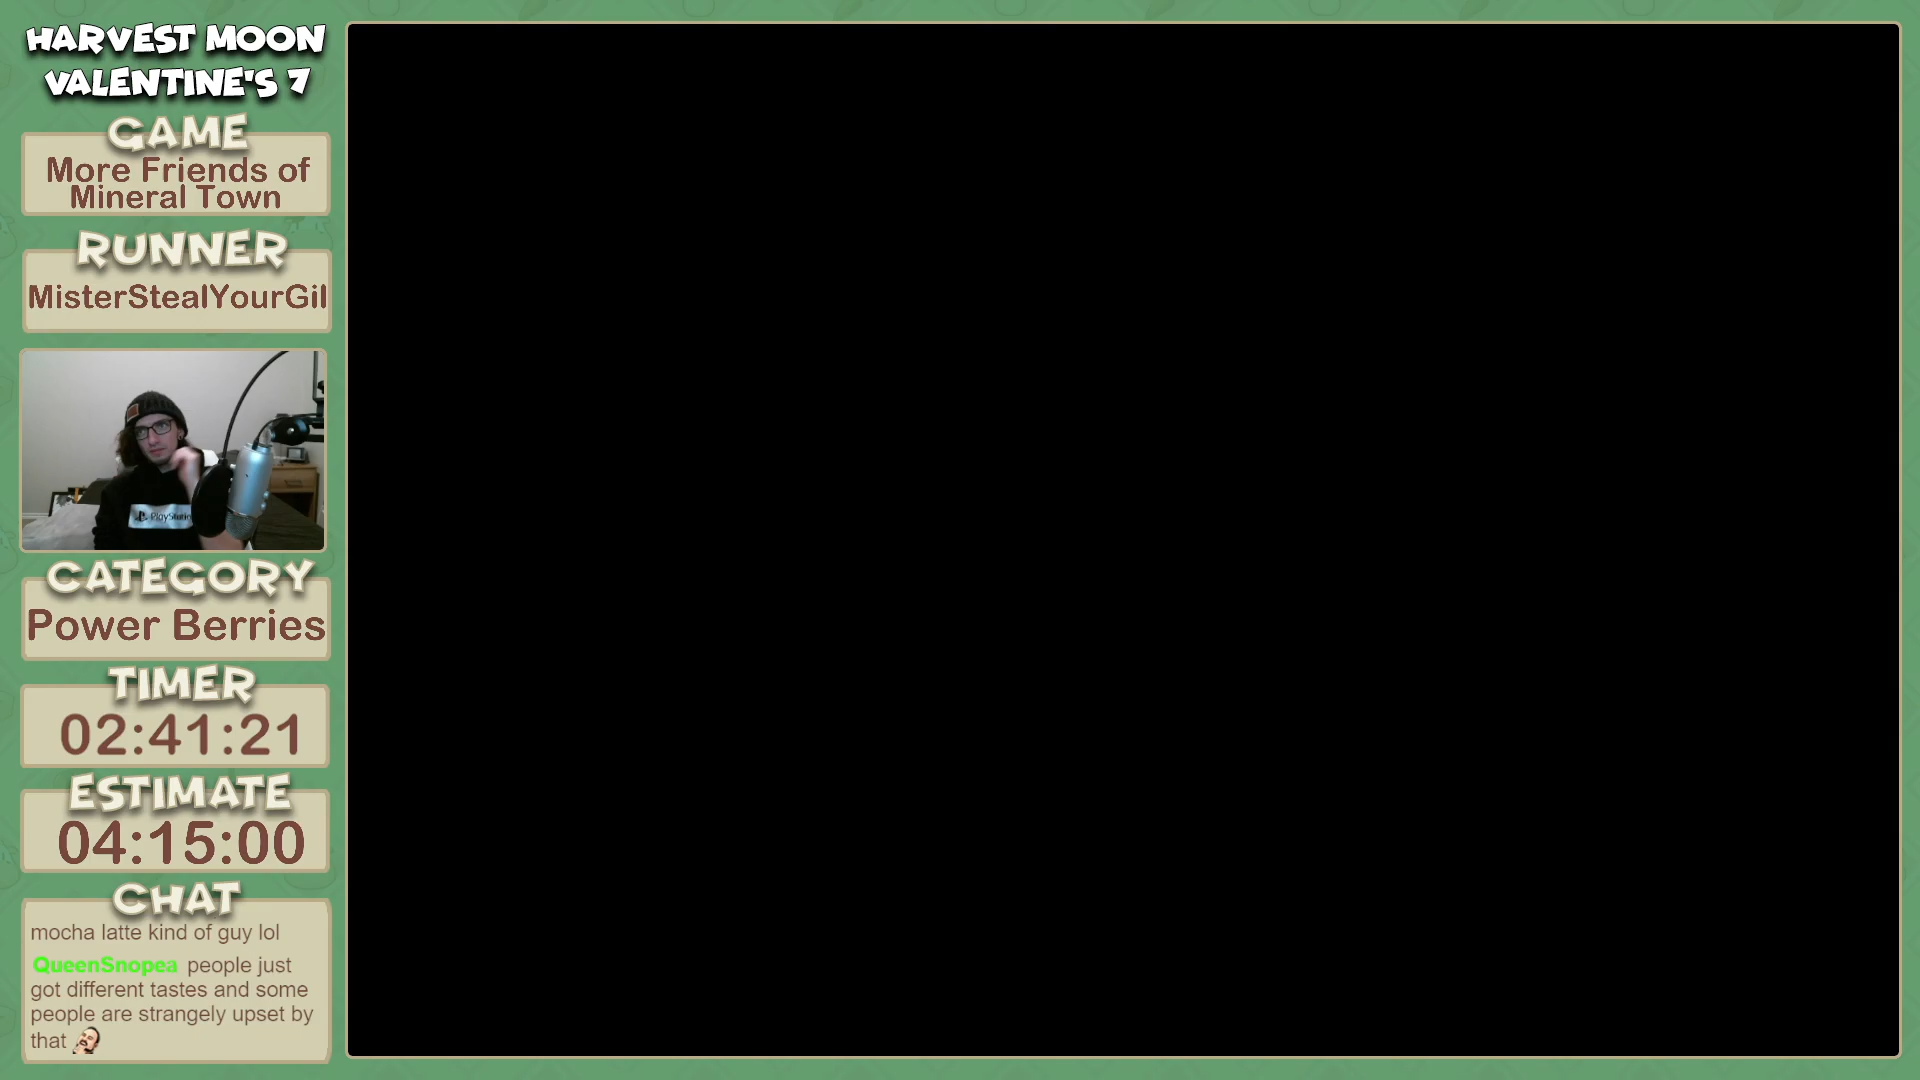 HARVEST MOON
VALENTINE'S 7
GAME
More Friends of
Mineral Town
RUNNER
MisterStealYourGil
PlayStatio
CATEGORY
Power Berries
TIMER
02:41:21
ESTIMATE
04:15:00
CHAT
mocha latte kind of guy lol
QueenSnopea people just
got different tastes and some
people are strangely upset by
that